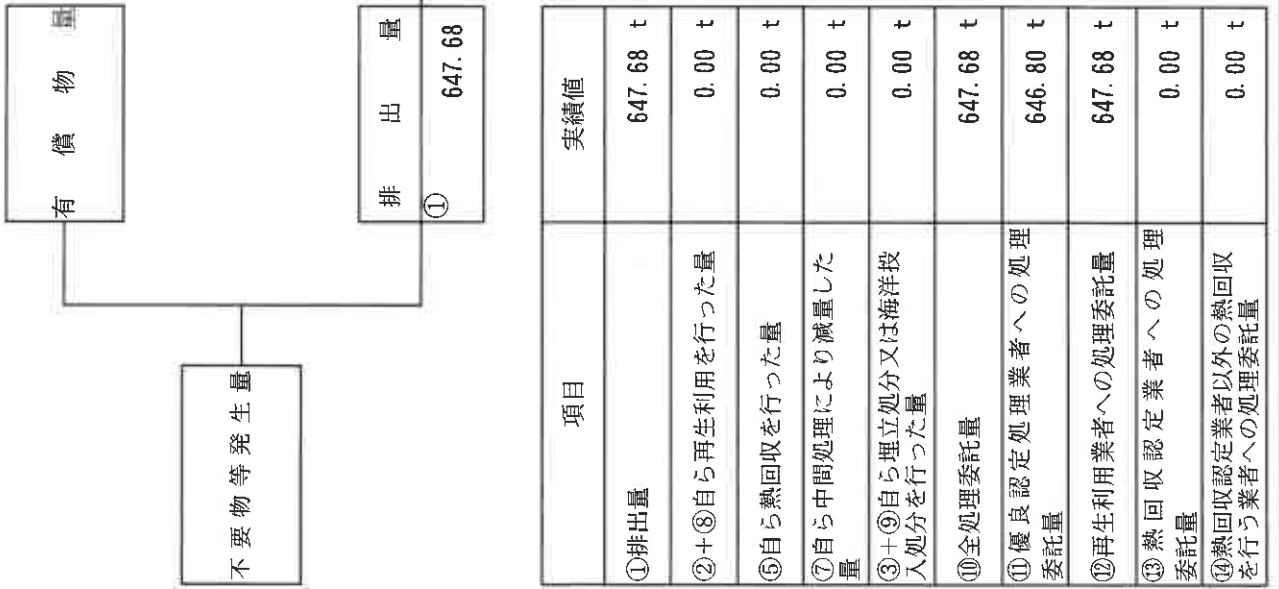 有償物量
不要物等発生量
排出量
①
647.68
項目
実績値
①排出量
647.68 t
②+⑧自ら再生利用を行った量
0.00 t
⑤自ら熱回収を行った量
0.00 t
⑦自ら中間処理により減量した
量
0.00 t
③+⑨自ら埋立処分又は海洋投
入処分を行った量
0.00 t
⑩全処理委託量
647.68 t
⑪優良認定処理業者への処理
委託量
646.80 t
⑫再生利用業者への処理委託量
647.68 t
⑬熱回収認定業者への処理
委託量
0.00 t
⑭熱回収認定業者以外の熱回収
を行う業者への処理委託量
0.00 t